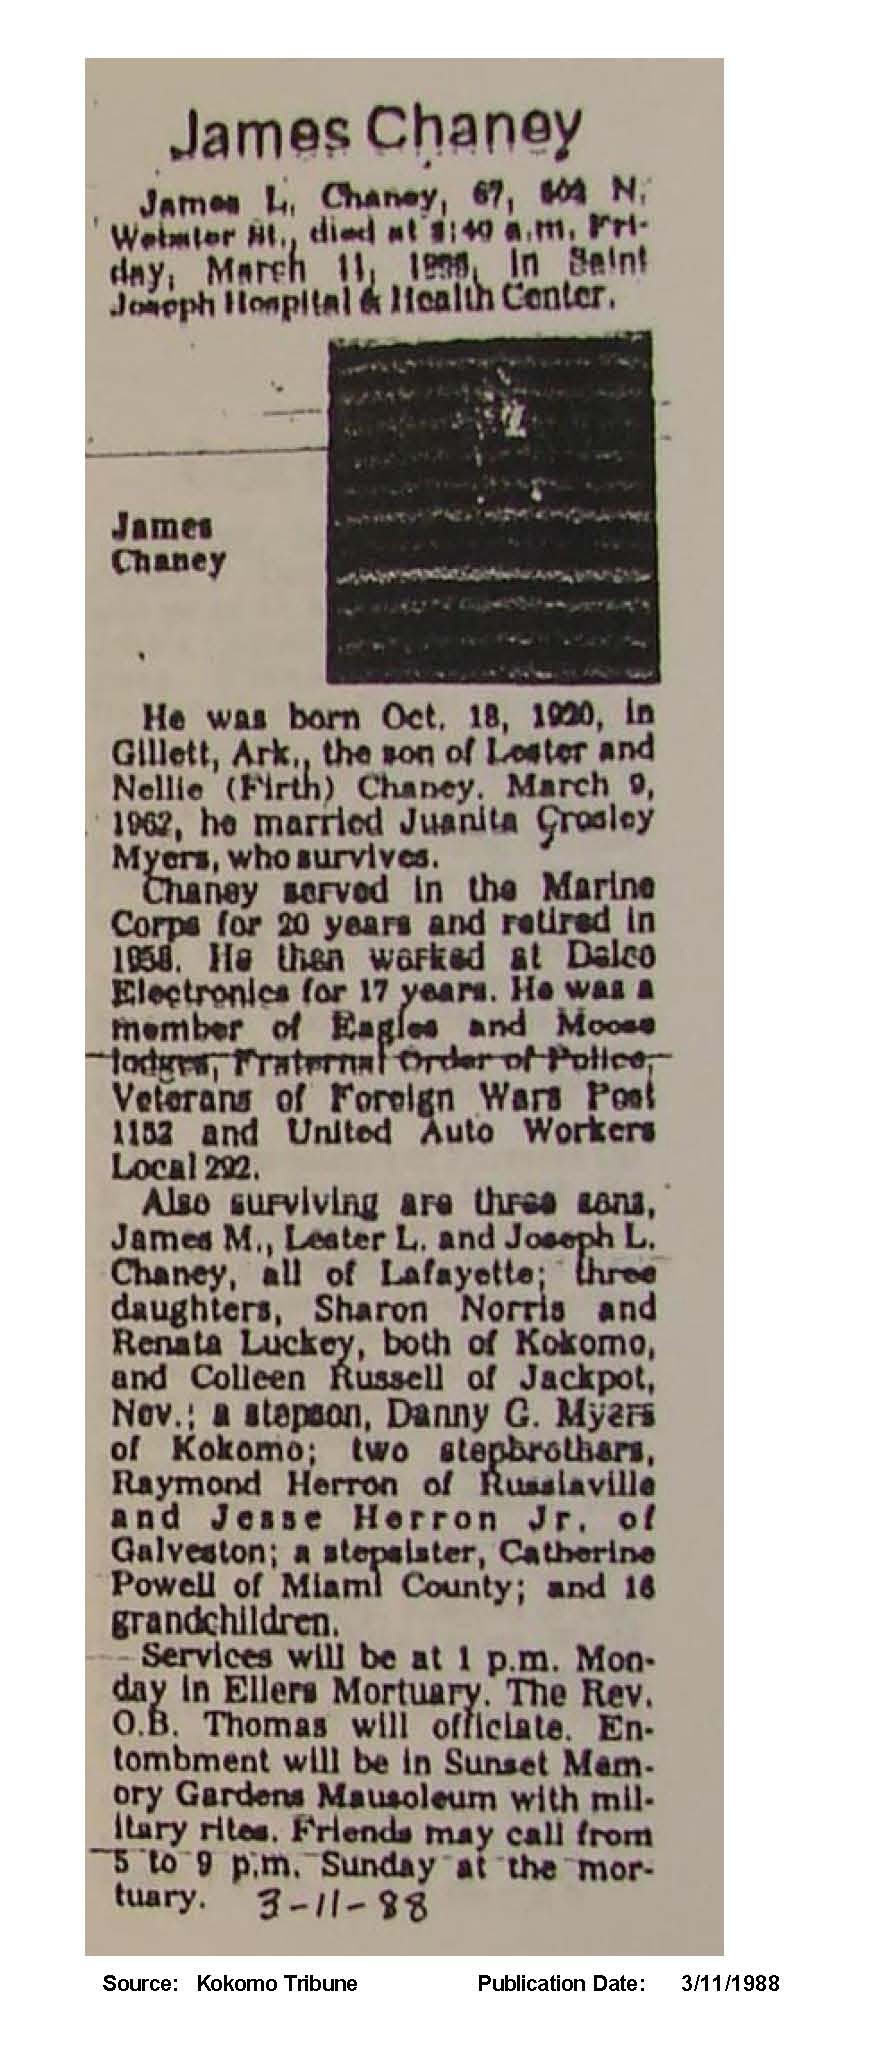 James Chaney
James L. Chaney, 67, N.
Webster St., died at a.m. Fri-
day, March 11, 1988, in Saint
Joseph Hospital & Health Center.
James
Chaney
He was born Oct. 18, 1920, in
Gillett, Ark., the son of Lester and
Nellie (Firth) Chaney. March 9,
1962, he married Juanita Crosley
Myers, who survives.
Chaney served in the Marine
Corps for 20 years and retired in
1958. He then worked at Delco
Electronics for 17 years. He was a
member of Eagles and Moose
lodges, Fraternal Order of Police,
Veterans of Foreign Wars Post
1152 and United Auto Workers
Local 292.
Also surviving are three sons,
James M., Lester L. and Joseph L.
Chaney, all of Lafayette; three
daughters, Sharon Norris and
Renata Luckey, both of Kokomo,
and Colleen Russell of Jackpot,
Nev.; a stepson, Danny G. Myers
of Kokomo; two stepbrothers,
Raymond Herron of Russiaville
and Jesse Herron Jr. of
Galveston; a stepsister, Catherine
Powell of Miami County; and 16
grandchildren.
Services will be at 1 p.m. Mon-
day in Ellers Mortuary. The Rev.
O.B. Thomas will officiate. En-
tombment will be in Sunset Mem-
ory Gardens Mausoleum with mil-
itary rites. Friends may call from
5 to 9 p.m. Sunday at the mor-
tuary. 3-11-88
Source: Kokomo Tribune Publication Date: 3/11/1988